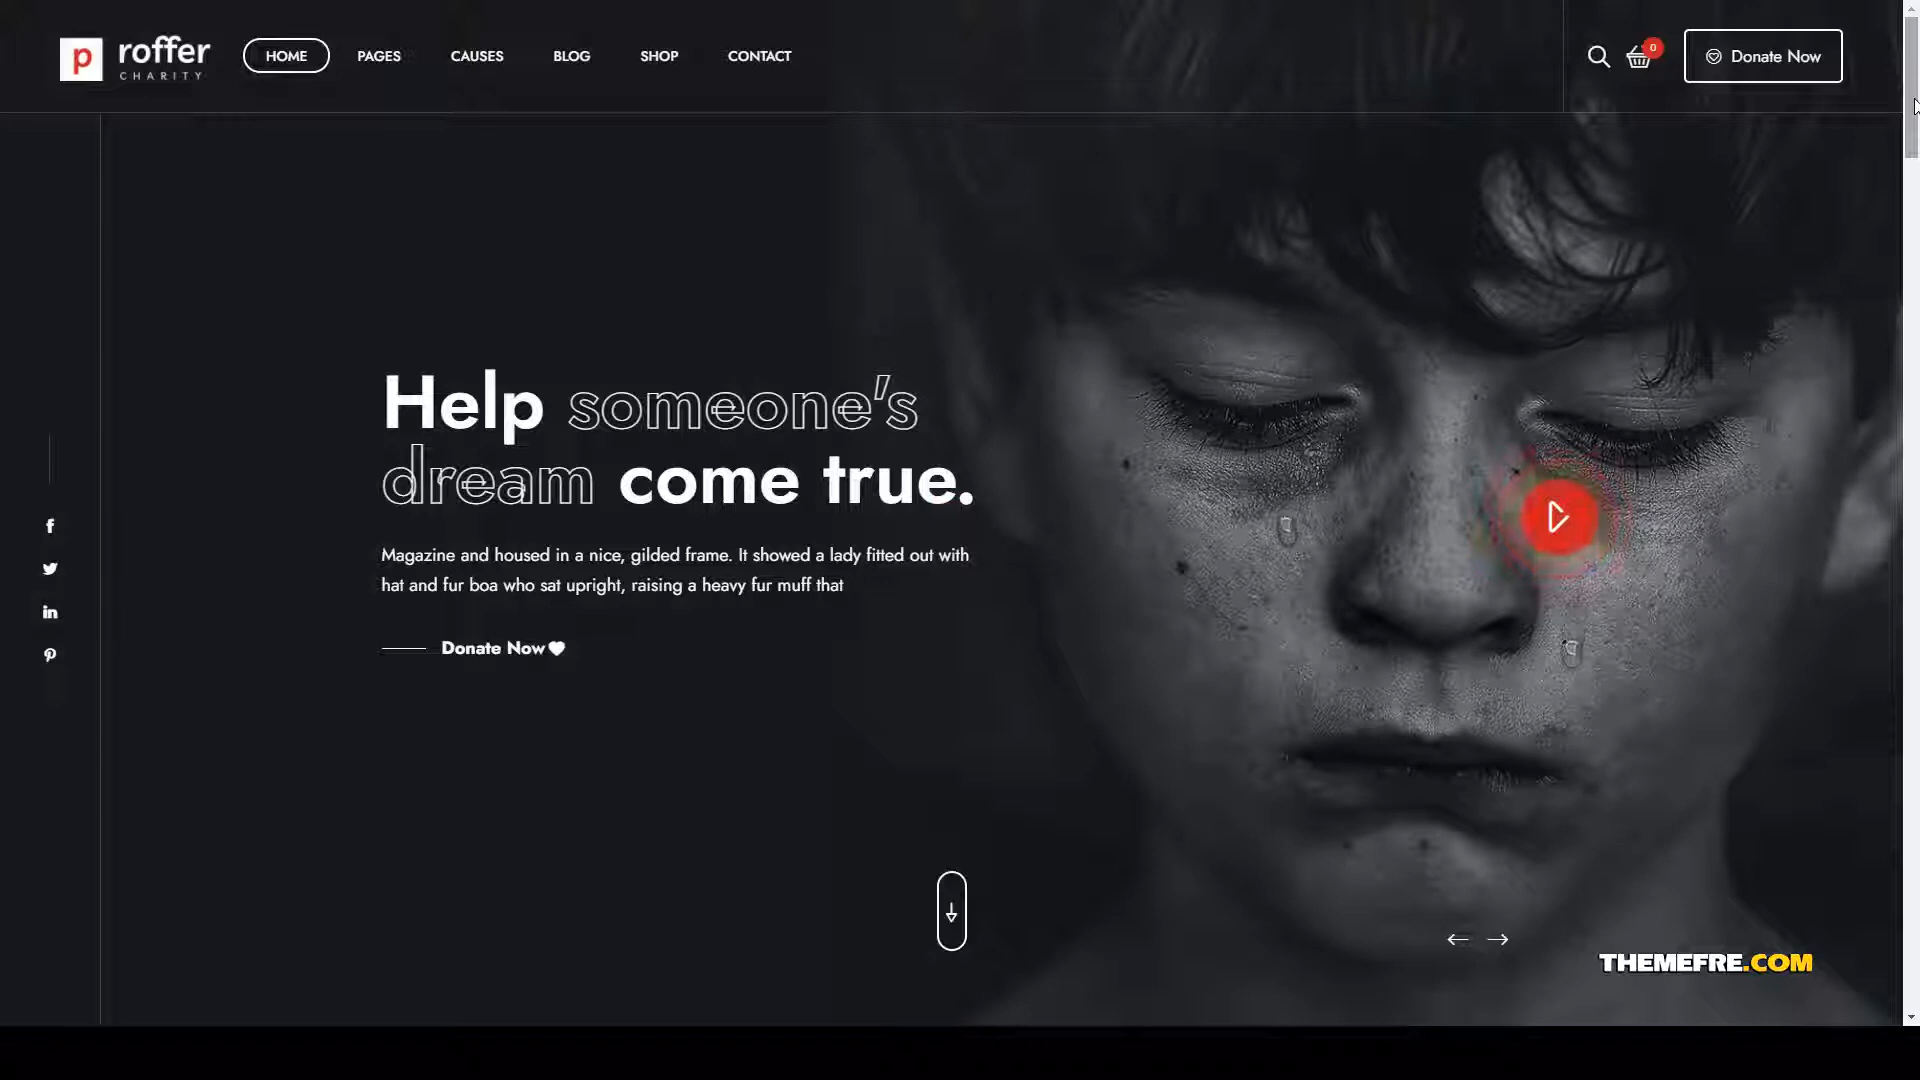 p roffer
CHARITY
HOME PAGES CAUSES BLOG SHOP CONTACT
0
Donate Now
Help someone's
dream come true.
Magazine and housed in a nice, gilded frame. It showed a lady fitted out with
hat and fur boa who sat upright, raising a heavy fur muff that
Donate Now
THEMEFRE.COM